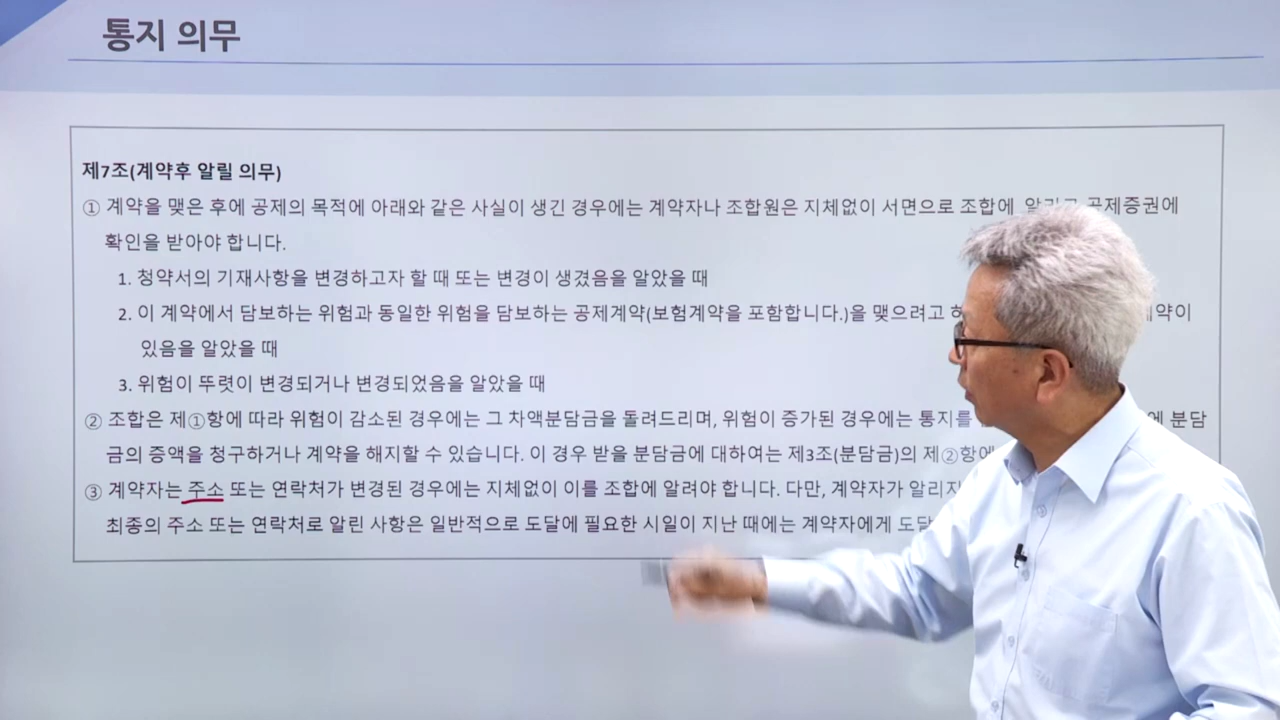 통지 의무
제7조(계약후 알릴 의무)
① 계약을 맺은 후에 공제의 목적에 아래와 같은 사실이 생긴 경우에는 계약자나 조합원은 지체없이 서면으로 조합에 공제증권에
확인을 받아야 합니다.
1. 청약서의 기재사항을 변경하고자 할 때 또는 변경이 생겼음을 알았을 때
2. 이 계약에서 담보하는 위험과 동일한 위험을 담보하는 공제계약(보험계약을 포함합니다.)을 맺으려고
있음을 알았을 때
3. 위험이 뚜렷이 변경되거나 변경되었음을 알았을 때
② 조합은 제①항에 따라 위험이 감소된 경우에는 그 차액분담금을 돌려드리며, 위험이 증가된 경우에는 통지를 분담
금의 증액을 청구하거나 계약을 해지할 수 있습니다. 이 경우 받을 분담금에 대하여는 제3조(분담금)의 제②항에
③ 계약자는 주소 또는 연락처가 변경된 경우에는 지체없이 이를 조합에 알려야 합니다. 다만, 계약자가
최종의 주소 또는 연락처로 알린 사항은 일반적으로 도달에 필요한 시일이 지난 때에는 계약자에게